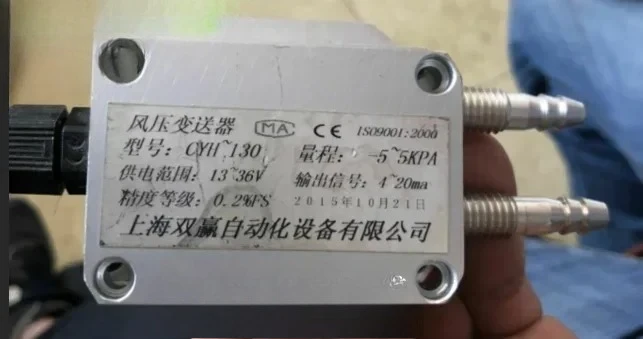 风压变送器 MA CE ISO9001:2000
型号: CYH~130 量程: -5~5KPA
供电范围: 13~36V 输出信号: 4~20ma
精度等级: 0.2%FS 2015年10月21日
上海双赢自动化设备有限公司